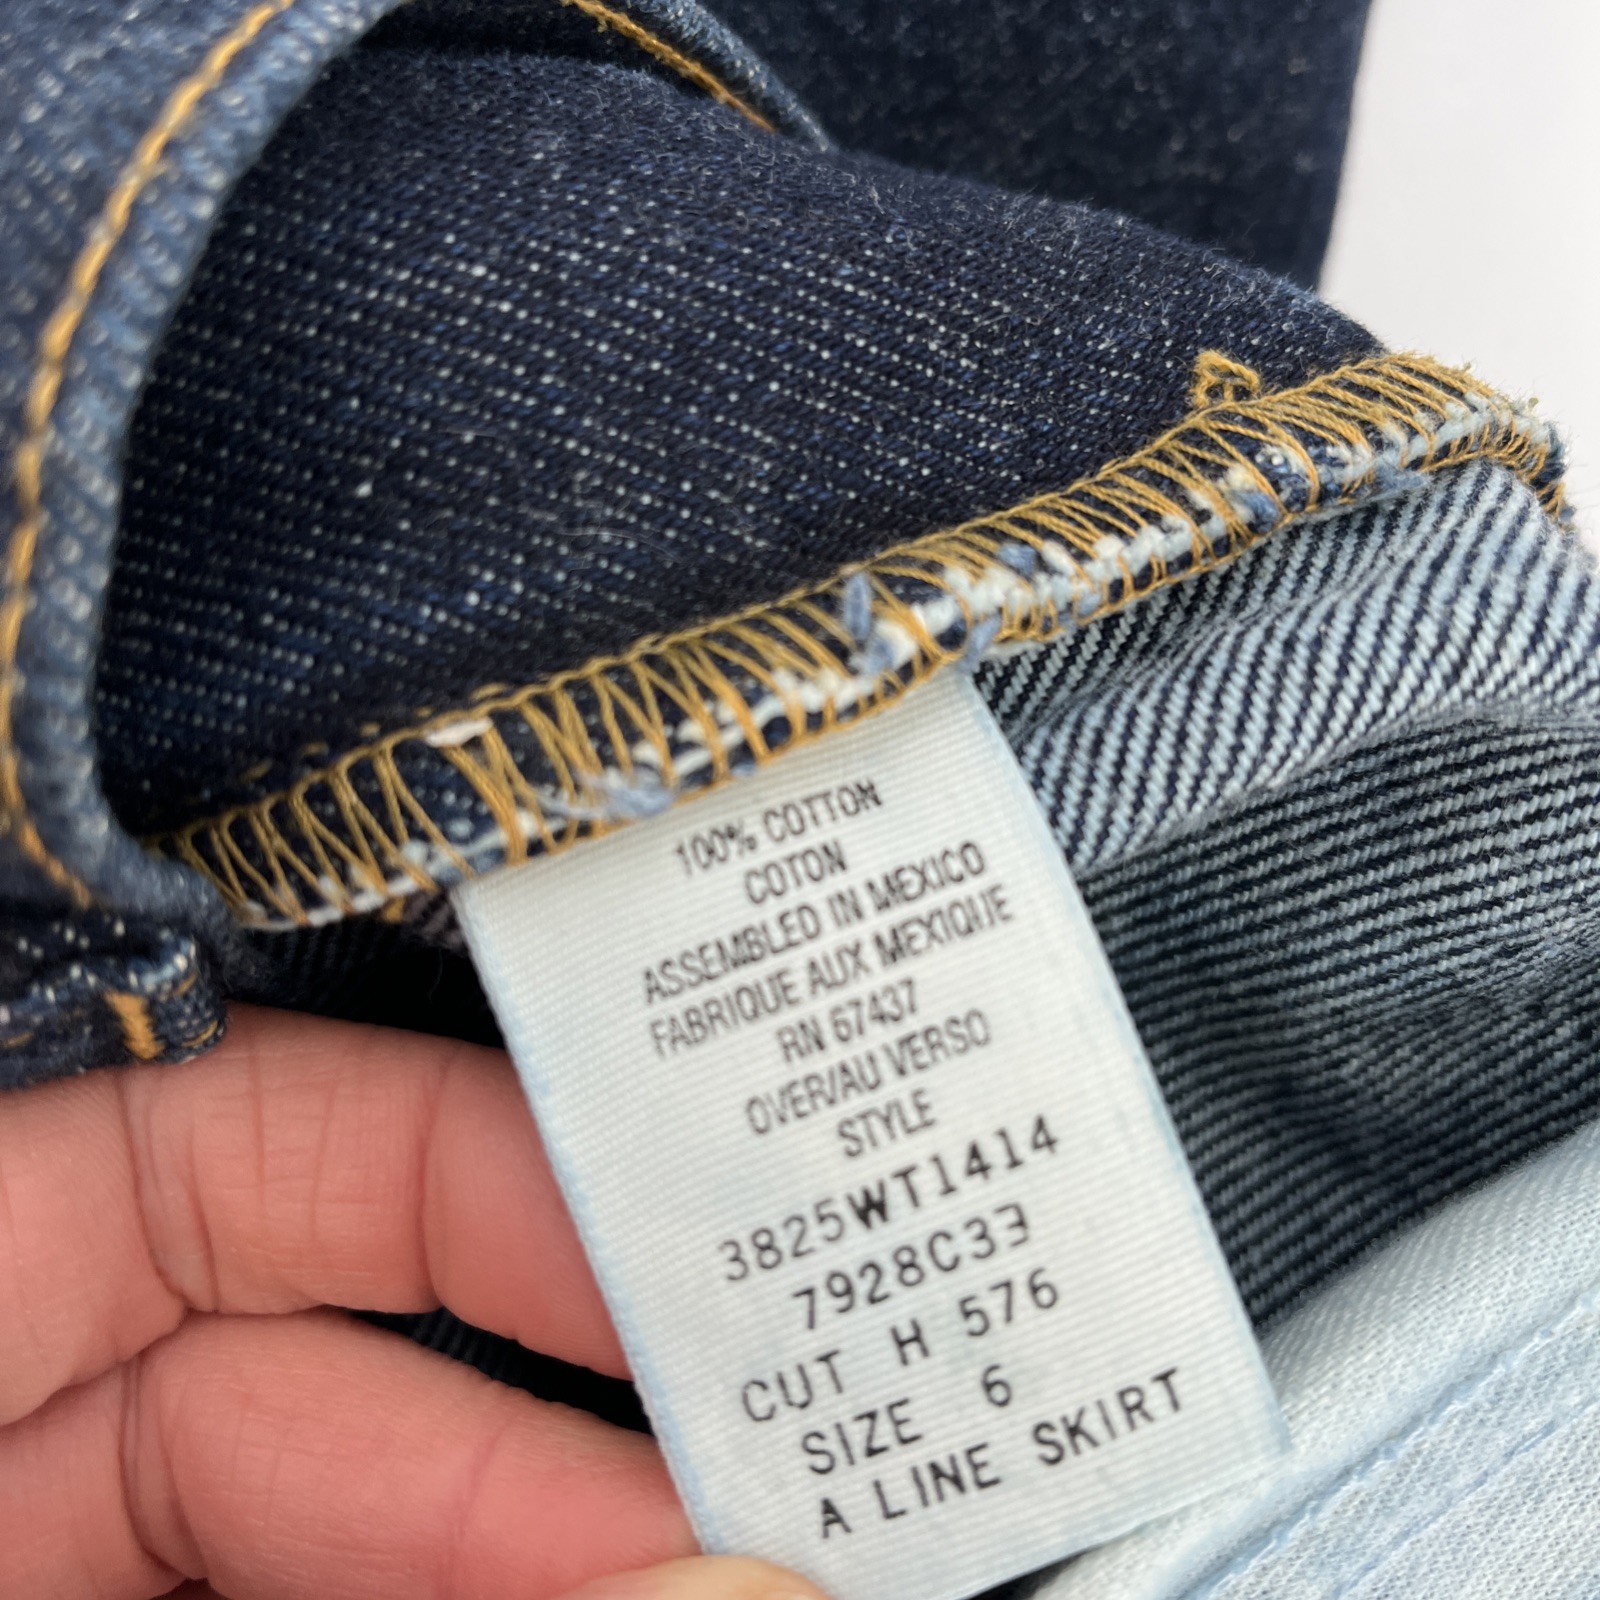 100% COTTON
COTON
ASSEMBLED IN MEXICO
FABRIQUE AUX MEXIQUE
RN 67437
OVER/AU VERSO
STYLE
3825WT1414
7928C33
CUT H 576
SIZE 6
A LINE SKIRT